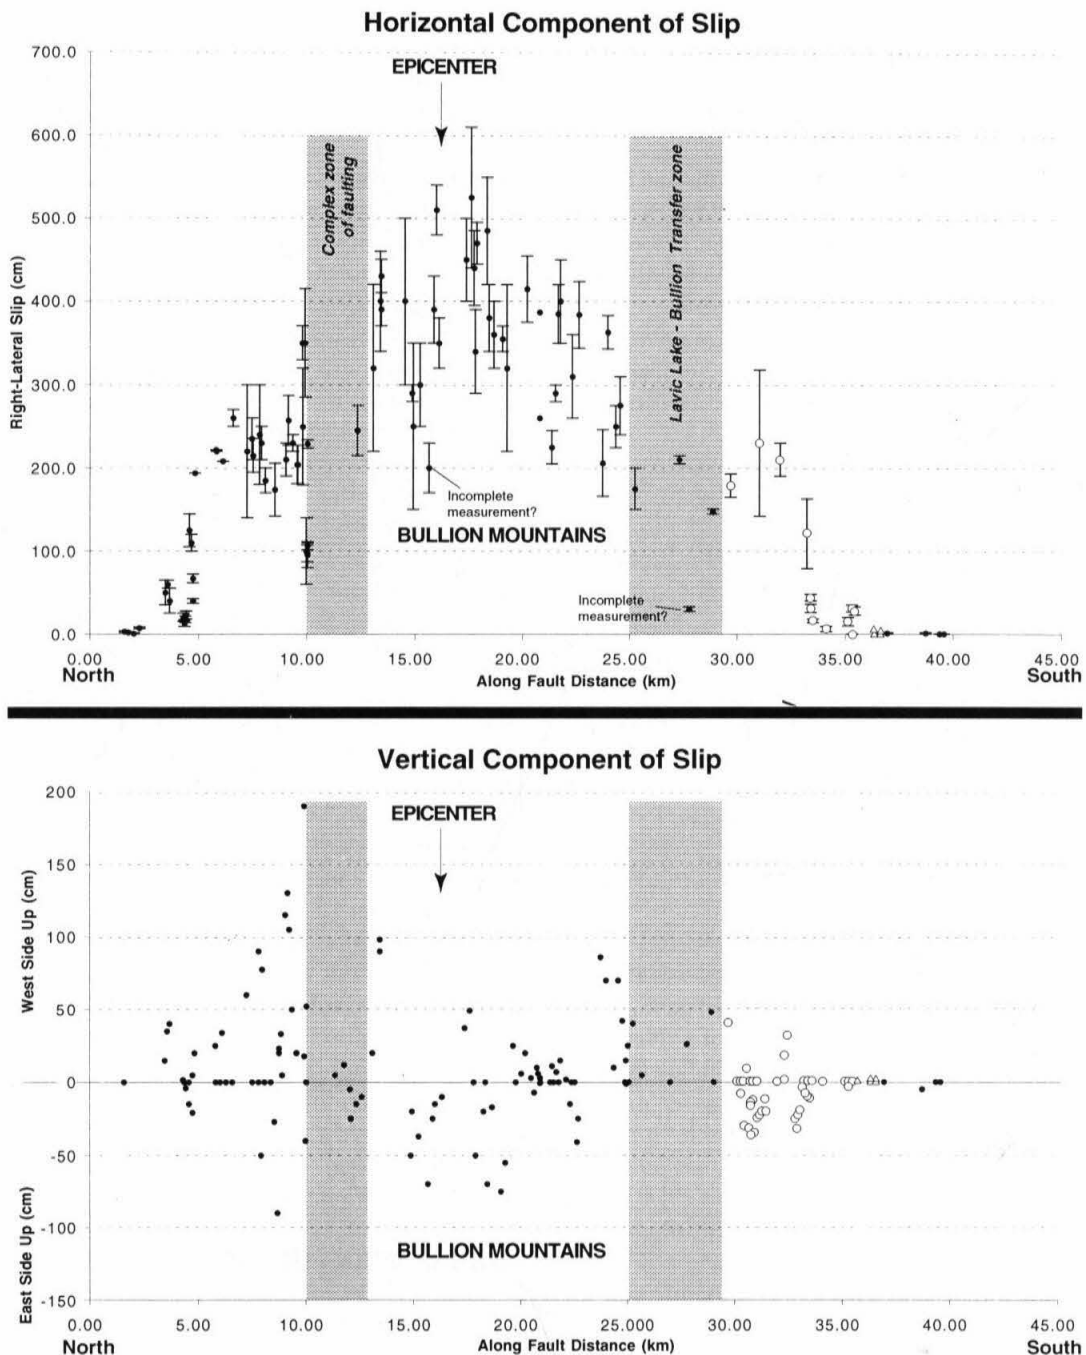 Horizontal Component of Slip
700.0
EPICENTER
600.0
Complex zone
of faulting
Lavic Lake - Bullion Transfer zone
500.0
400.0
Right-Lateral Slip (cm)
300.0
200.0
Incomplete
measurement?
BULLION MOUNTAINS
100.0
Incomplete
measurement?
0.0
0.00 5.00 10.00 15.00 20.00 25.00 30.00 35.00 40.00 45.00
North Along Fault Distance (km) South
Vertical Component of Slip
200
EPICENTER
150
100
West Side Up (cm)
50
0
-50
East Side Up (cm)
-100
BULLION MOUNTAINS
-150
0.00 5.00 10.00 15.00 20.00 25.00 30.00 35.00 40.00 45.00
North Along Fault Distance (km) South